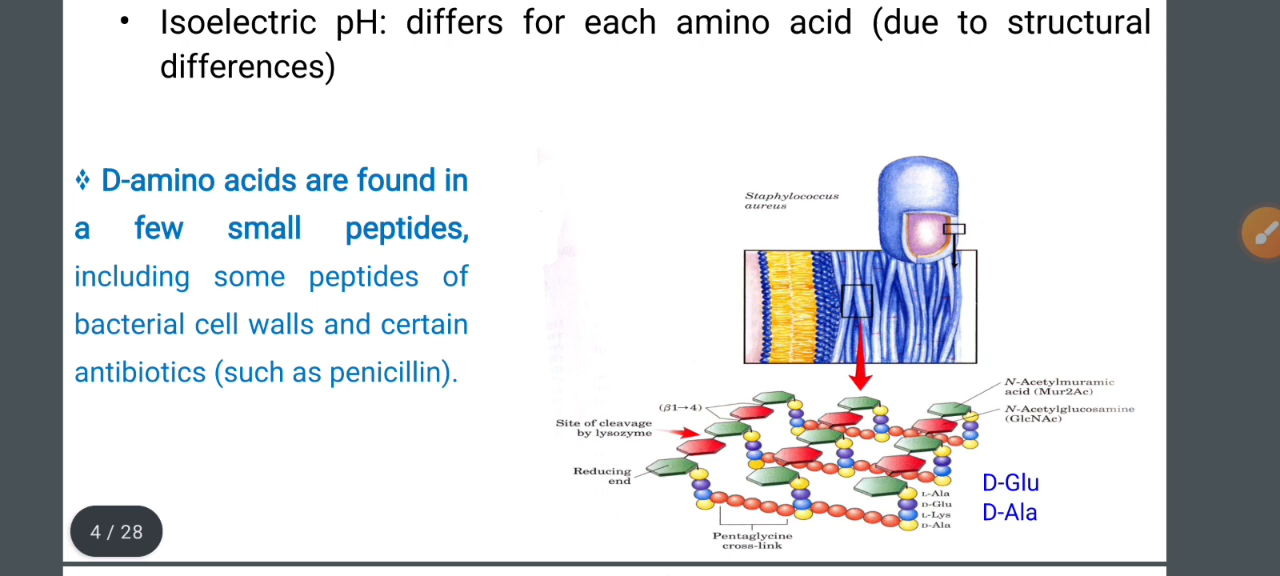 • Isoelectric pH: differs for each amino acid (due to structural
differences)
❖ D-amino acids are found in
a few small peptides,
including some peptides of
bacterial cell walls and certain
antibiotics (such as penicillin).
Staphylococcus
aureus
N-Acetylmuramic
acid (Mur2Ac)
(β1→4)
N-Acetylglucosamine
(GlcNAc)
Site of cleavage
by lysozyme
Reducing
end
L-Ala
D-Glu
L-Lys
D-Ala
D-Glu
D-Ala
Pentaglycine
cross-link
4 / 28